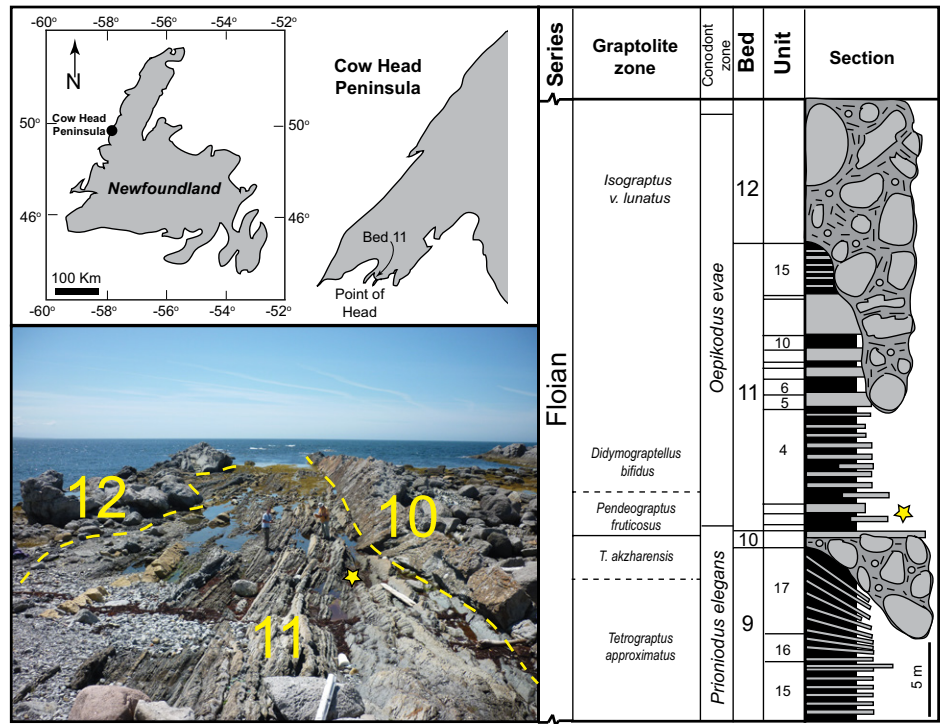 -60°
-58°
-56°
-54°
-52°
N
50°
50°
Cow Head
Peninsula
Newfoundland
46°
46°
100 Km
-60°
-58°
-56°
-54°
-52°
Cow Head
Peninsula
Bed 11
Point of
Head
12
10
11
Series
Graptolite
zone
Conodont
zone
Bed
Unit
Section
Floian
Isograptus
v. lunatus
Didymograptellus
bifidus
Pendeograptus
fruticosus
T. akzharensis
Tetrograptus
approximatus
Oepikodus evae
Prioniodus elegans
12
11
10
9
15
10
6
5
4
17
16
15
5 m